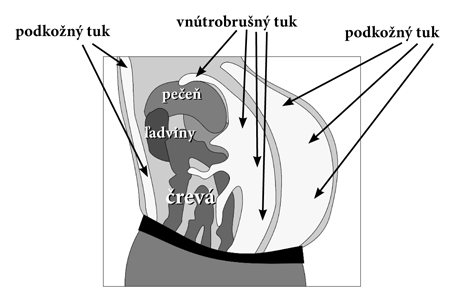 vnútrobrušný tuk
podkožný tuk
podkožný tuk
pečeň
ľadviny
črevá